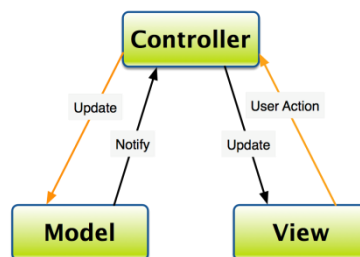 Controller
Update
User Action
Notify
Update
Model
View